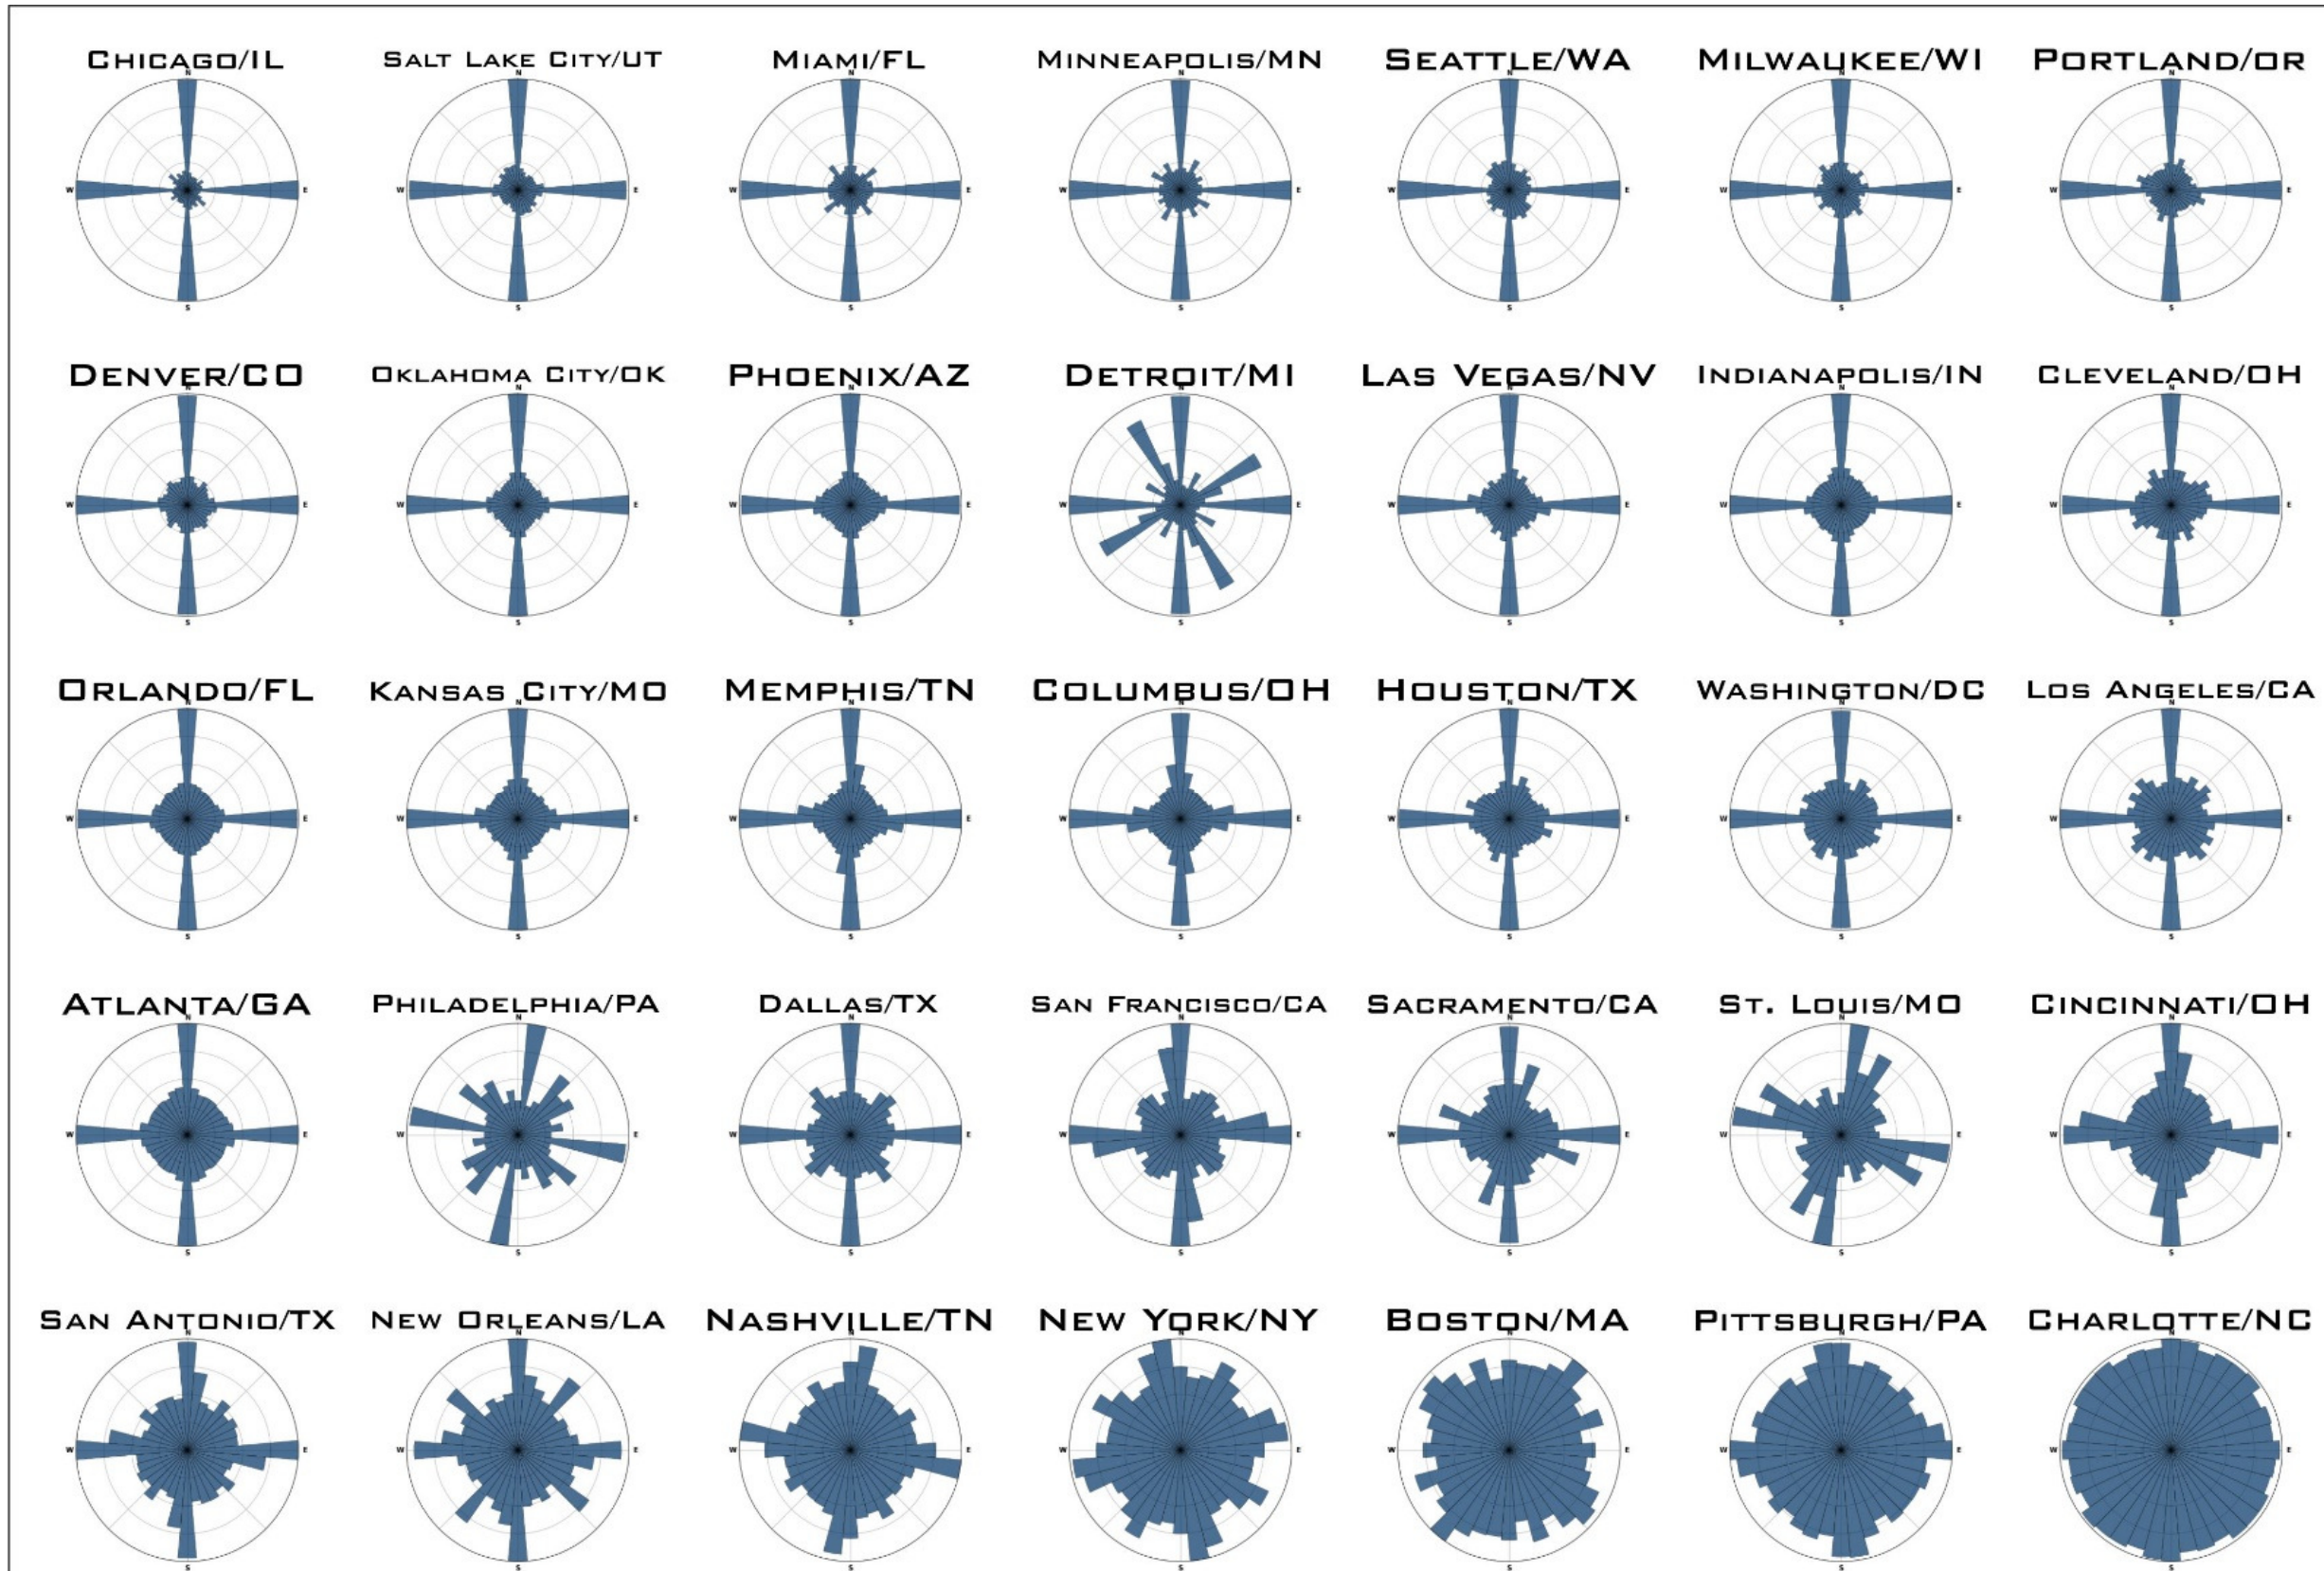 CHICAGO/IL SALT LAKE CITY/UT MIAMI/FL MINNEAPOLIS/MN SEATTLE/WA MILWAUKEE/WI PORTLAND/OR
N N N N N N N
W E W E W E W E W E W E W E
S S S S S S S
DENVER/CO OKLAHOMA CITY/OK PHOENIX/AZ DETROIT/MI LAS VEGAS/NV INDIANAPOLIS/IN CLEVELAND/OH
N N N N N N N
W E W E W E W E W E W E W E
S S S S S S S
ORLANDO/FL KANSAS CITY/MO MEMPHIS/TN COLUMBUS/OH HOUSTON/TX WASHINGTON/DC LOS ANGELES/CA
N N N N N N N
W E W E W E W E W E W E W E
S S S S S S S
ATLANTA/GA PHILADELPHIA/PA DALLAS/TX SAN FRANCISCO/CA SACRAMENTO/CA ST. LOUIS/MO CINCINNATI/OH
N N N N N N N
W E W E W E W E W E W E W E
S S S S S S S
SAN ANTONIO/TX NEW ORLEANS/LA NASHVILLE/TN NEW YORK/NY BOSTON/MA PITTSBURGH/PA CHARLOTTE/NC
N N N N N N N
W E W E W E W E W E W E W E
S S S S S S S